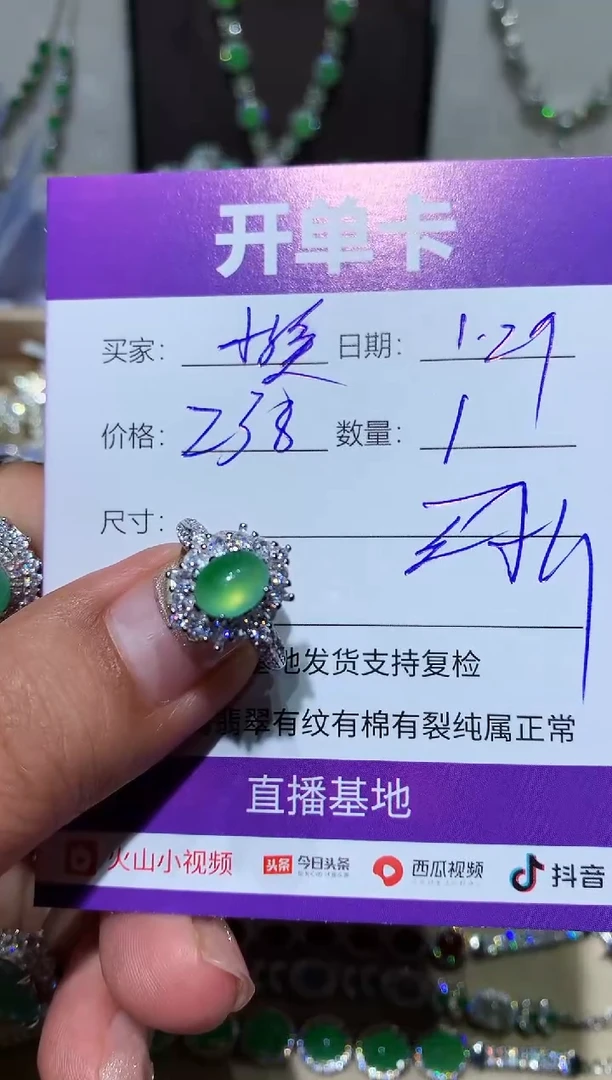 开单卡
买家: 日期: 1.29
价格: 238 数量: 1
尺寸:
地发货支持复检
翡翠有纹有棉有裂纯属正常
直播基地
火山小视频 头条 今日头条 西瓜视频 抖音